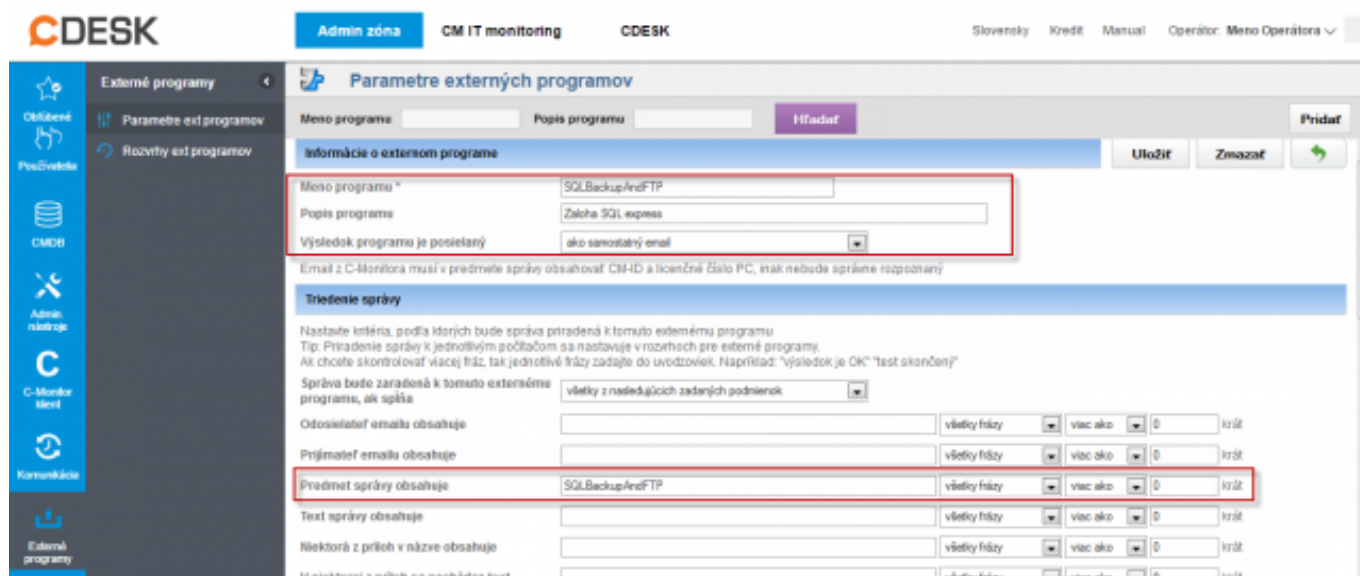 CDESK
Admin zóna CM IT monitoring CDESK Slovensky Kredit Manual Operátor: Meno Operátora
Obľúbené
Používatelia
CMDB
Admin. nástroje
C-Monitor klient
Komunikácia
Externé programy
Externé programy
Parametre ext programov
Rozvrhy ext programov
Parametre externých programov
Meno programu Popis programu Hľadať Pridať
Informácie o externom programe Uložiť Zmazať
Meno programu * SQLBackupAndFTP
Popis programu Zaloha SQL express
Výsledok programu je posielaný ako samostatný email
Email z C-Monitora musí v predmete správy obsahovať CM-ID a licenčné číslo PC, inak nebude správne rozpoznaný
Triedenie správy
Nastavte kritéria, podľa ktorých bude správa priradená k tomuto externému programu
Tip: Priradenie správy k jednotlivým počítačom sa nastavuje v rozvrhoch pre externé programy.
Ak chcete skontrolovať viacej fráz, tak jednotlivé frázy zadajte do uvodzoviek. Napríklad: "výsledok je OK" "test skončený"
Správa bude zaradená k tomuto externému programu, ak spĺňa všetky z nasledujúcich zadaných podmienok
Odosielateľ emailu obsahuje všetky frázy viac ako 0 krát
Prijímateľ emailu obsahuje všetky frázy viac ako 0 krát
Predmet správy obsahuje SQLBackupAndFTP všetky frázy viac ako 0 krát
Text správy obsahuje všetky frázy viac ako 0 krát
Niektorá z príloh v názve obsahuje všetky frázy viac ako 0 krát